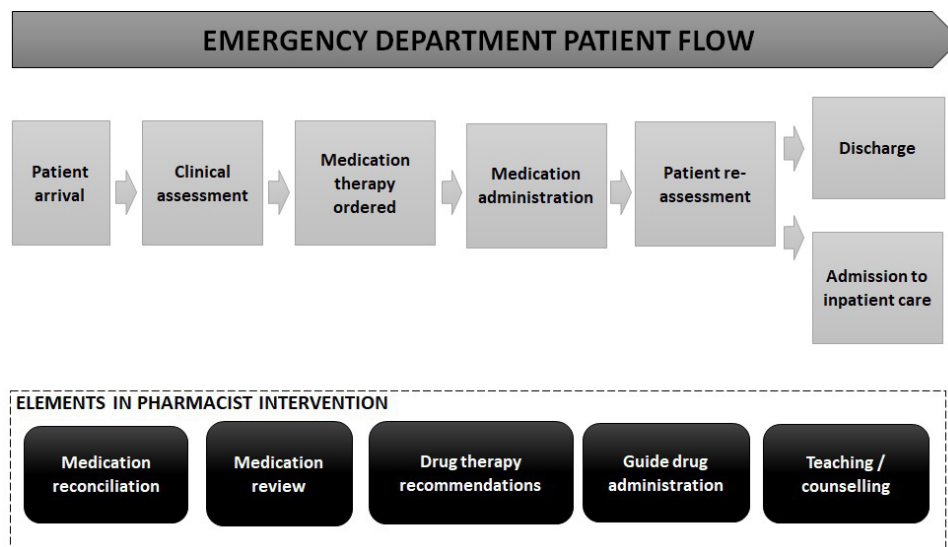 EMERGENCY DEPARTMENT PATIENT FLOW
Patient
arrival
Clinical
assessment
Medication
therapy
ordered
Medication
administration
Patient re-
assessment
Discharge
Admission to
inpatient care
ELEMENTS IN PHARMACIST INTERVENTION
Medication
reconciliation
Medication
review
Drug therapy
recommendations
Guide drug
administration
Teaching /
counselling